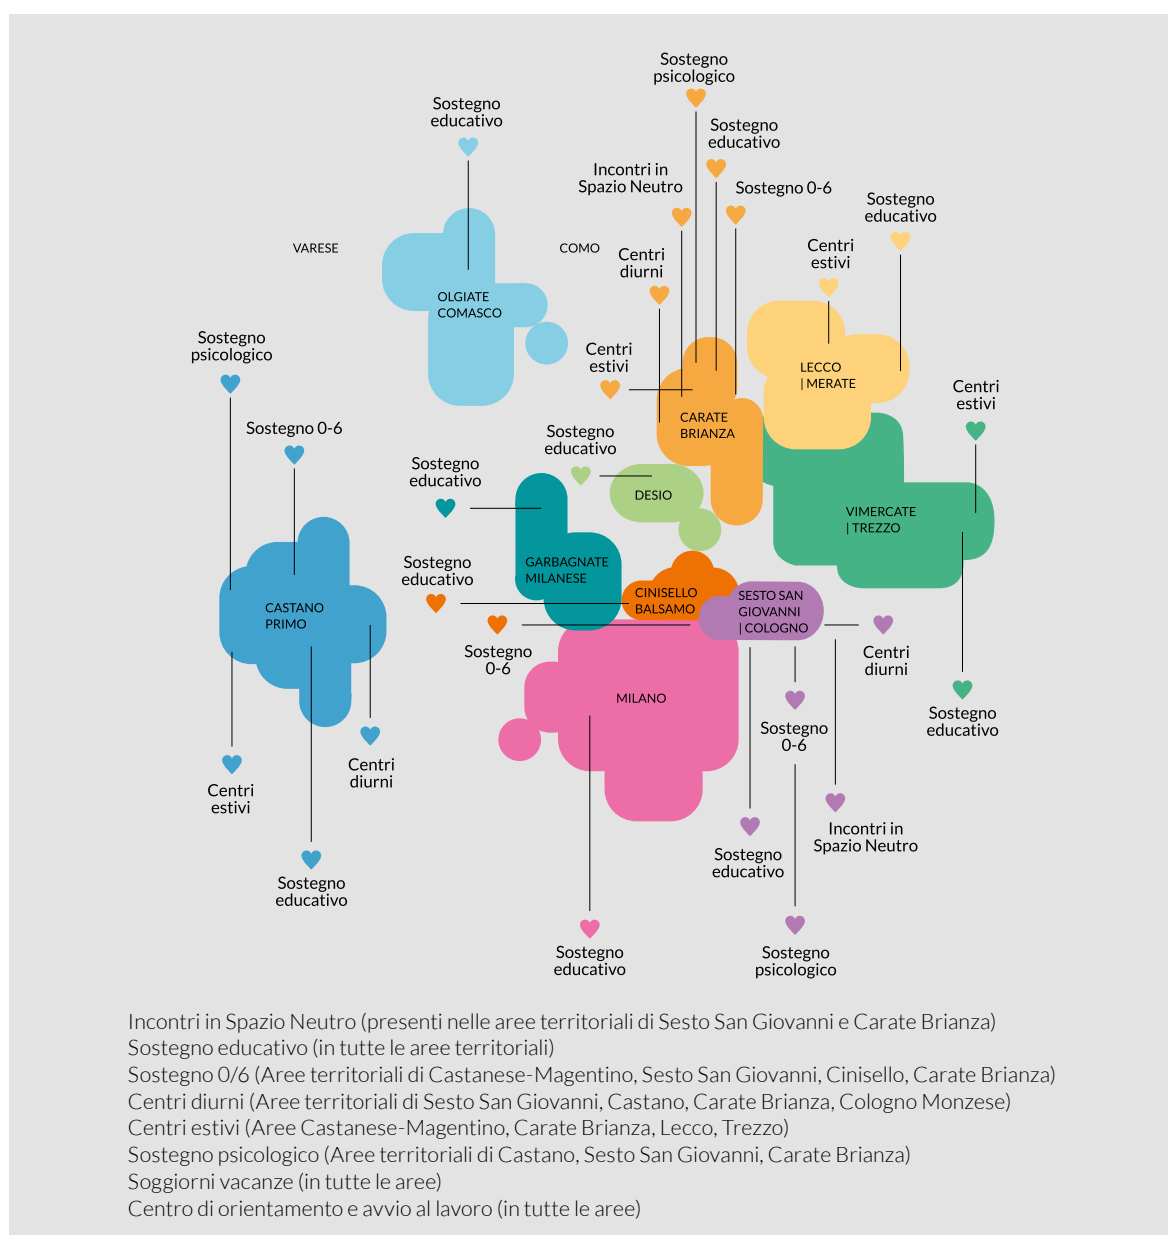 Sostegno
psicologico
Sostegno
educativo
Sostegno
educativo
Incontri in
Spazio Neutro
Sostegno 0-6
Sostegno
educativo
VARESE
COMO
Centri
diurni
Centri
estivi
OLGIATE
COMASCO
Sostegno
psicologico
Centri
estivi
LECCO
| MERATE
Centri
estivi
CARATE
BRIANZA
Sostegno 0-6
Sostegno
educativo
Sostegno
educativo
DESIO
VIMERCATE
| TREZZO
GARBAGNATE
MILANESE
Sostegno
educativo
CINISELLO
BALSAMO
SESTO SAN
GIOVANNI
| COLOGNO
CASTANO
PRIMO
Sostegno
0-6
Centri
diurni
MILANO
Sostegno
0-6
Sostegno
educativo
Centri
diurni
Centri
estivi
Incontri in
Spazio Neutro
Sostegno
educativo
Sostegno
educativo
Sostegno
educativo
Sostegno
psicologico
Incontri in Spazio Neutro (presenti nelle aree territoriali di Sesto San Giovanni e Carate Brianza)
Sostegno educativo (in tutte le aree territoriali)
Sostegno 0/6 (Aree territoriali di Castanese-Magentino, Sesto San Giovanni, Cinisello, Carate Brianza)
Centri diurni (Aree territoriali di Sesto San Giovanni, Castano, Carate Brianza, Cologno Monzese)
Centri estivi (Aree Castanese-Magentino, Carate Brianza, Lecco, Trezzo)
Sostegno psicologico (Aree territoriali di Castano, Sesto San Giovanni, Carate Brianza)
Soggiorni vacanze (in tutte le aree)
Centro di orientamento e avvio al lavoro (in tutte le aree)